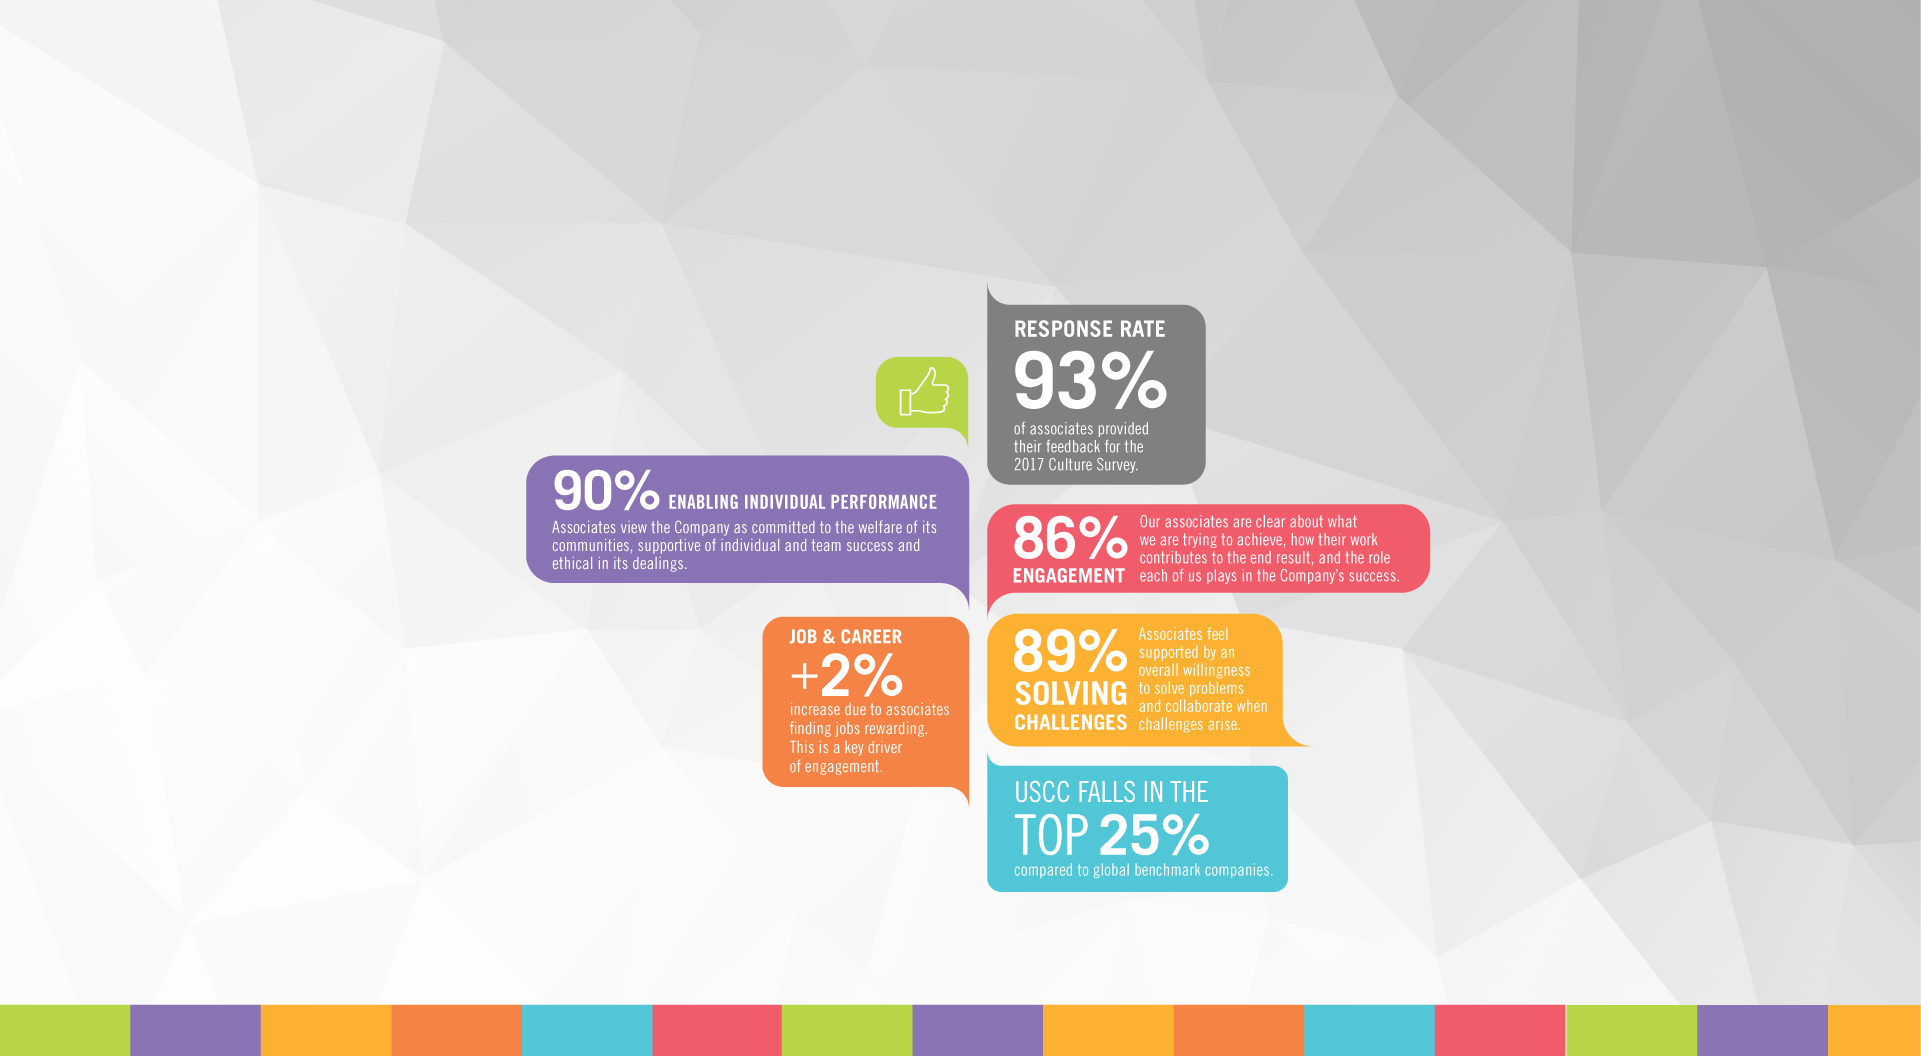 RESPONSE RATE
93%
of associates provided
their feedback for the
2017 Culture Survey.
90% ENABLING INDIVIDUAL PERFORMANCE
Associates view the Company as committed to the welfare of its
communities, supportive of individual and team success and
ethical in its dealings.
86%
ENGAGEMENT
Our associates are clear about what
we are trying to achieve, how their work
contributes to the end result, and the role
each of us plays in the Company's success.
JOB & CAREER
+2%
increase due to associates
finding jobs rewarding.
This is a key driver
of engagement.
89%
SOLVING
CHALLENGES
Associates feel
supported by an
overall willingness
to solve problems
and collaborate when
challenges arise.
USCC FALLS IN THE
TOP 25%
compared to global benchmark companies.